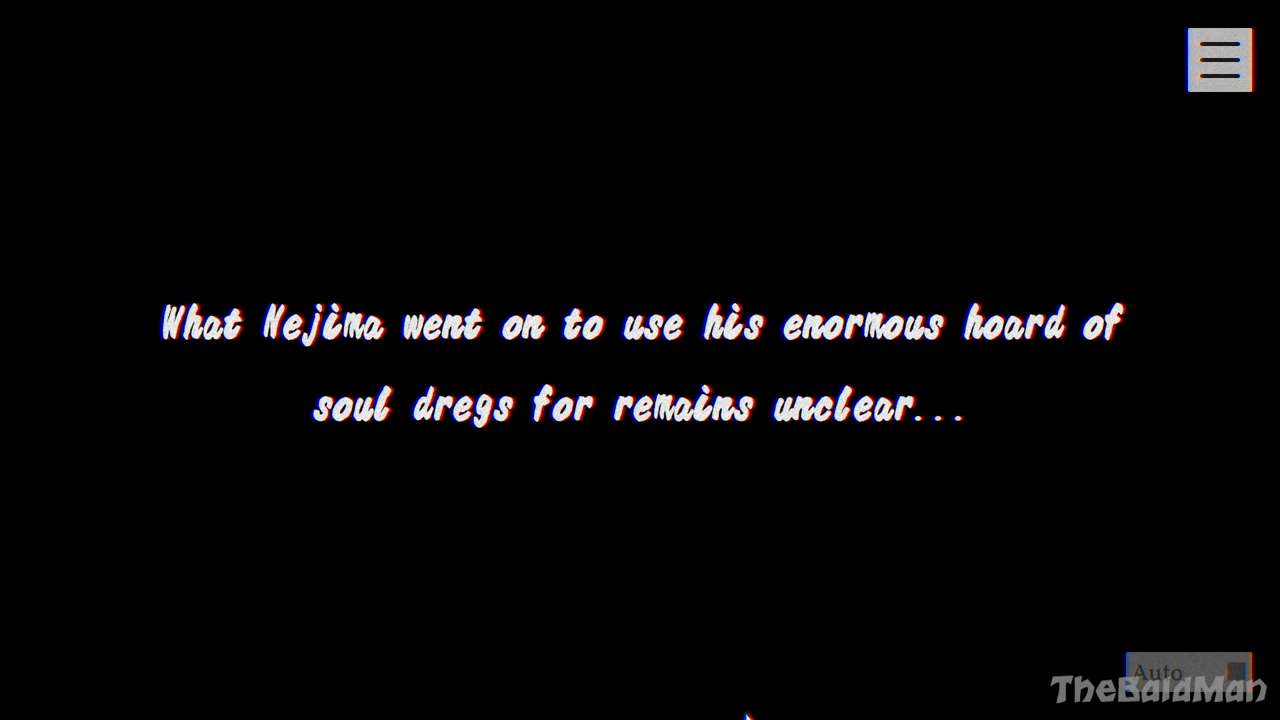 What Nejima went on to use his enormous hoard of
soul dregs for remains unclear...
Auto
TheBaldMan